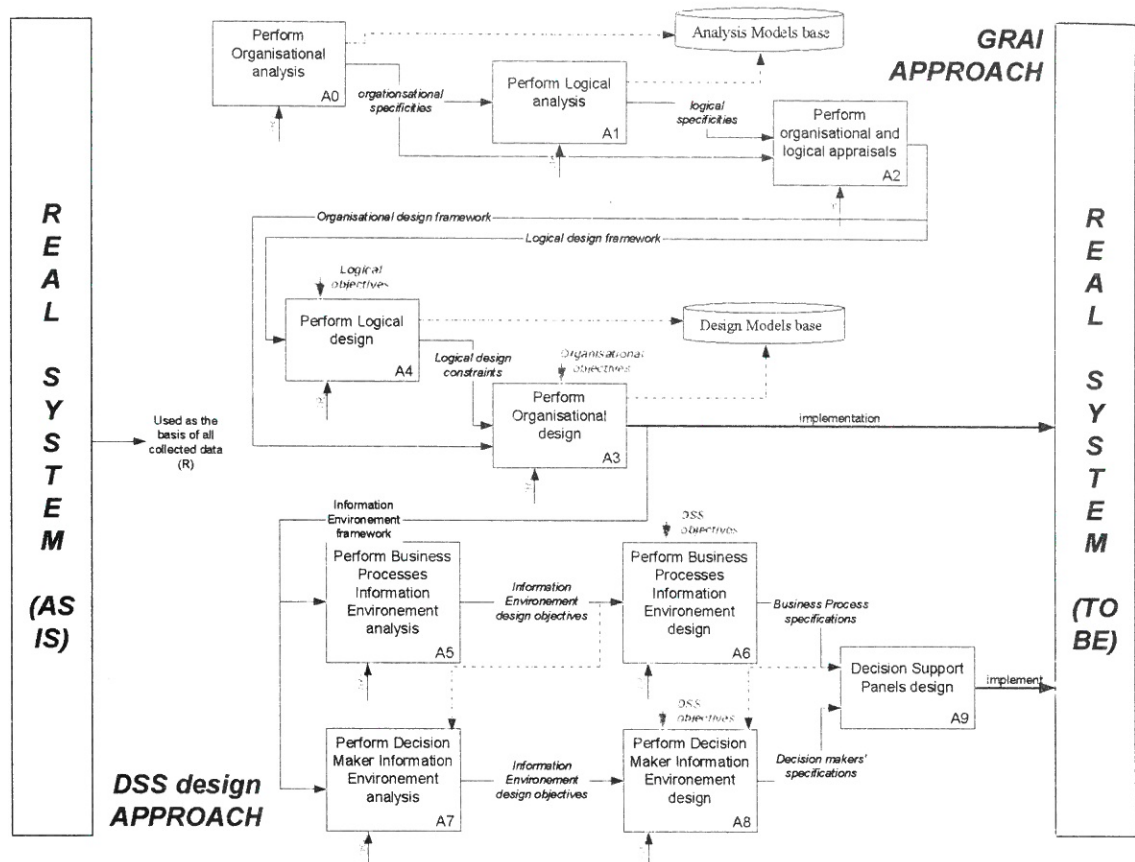 Perform
Organisational
analysis
A0
Analysis Models base
GRAI
APPROACH
orgationsational
specificities
Perform Logical
analysis
A1
logical
specificities
Perform
organisational and
logical appraisals
A2
REAL SYSTEM
(AS
IS)
REAL SYSTEM
(TO
BE)
Organisational design framework
Logical design framework
Logical
objectives
Perform Logical
design
A4
Design Models base
Logical design
constraints
Organisational
objectives
Perform
Organisational
design
A3
implementation
Used as the
basis of all
collected data
(R)
Information
Environement
framework
DSS
objectives
Perform Business
Processes
Information
Environement
analysis
A5
Information
Environement
design objectives
Perform Business
Processes
Information
Environement
design
A6
Business Process
specifications
Decision Support
Panels design
A9
implement
DSS
objectives
Perform Decision
Maker Information
Environement
analysis
A7
Information
Environement
design objectives
Perform Decision
Maker Information
Environement
design
A8
Decision makers'
specifications
DSS design
APPROACH